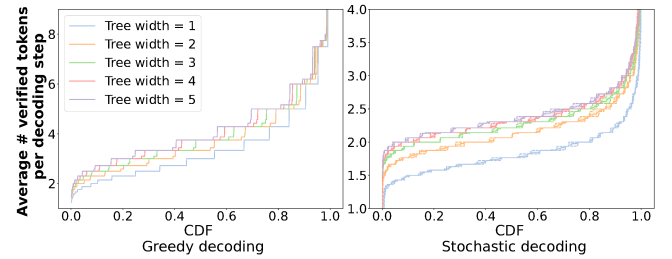 Average # verified tokens
per decoding step
8
6
4
2
Tree width = 1
Tree width = 2
Tree width = 3
Tree width = 4
Tree width = 5
0.0 0.2 0.4 0.6 0.8 1.0
CDF
Greedy decoding
4.0
3.5
3.0
2.5
2.0
1.5
1.0
0.0 0.2 0.4 0.6 0.8 1.0
CDF
Stochastic decoding